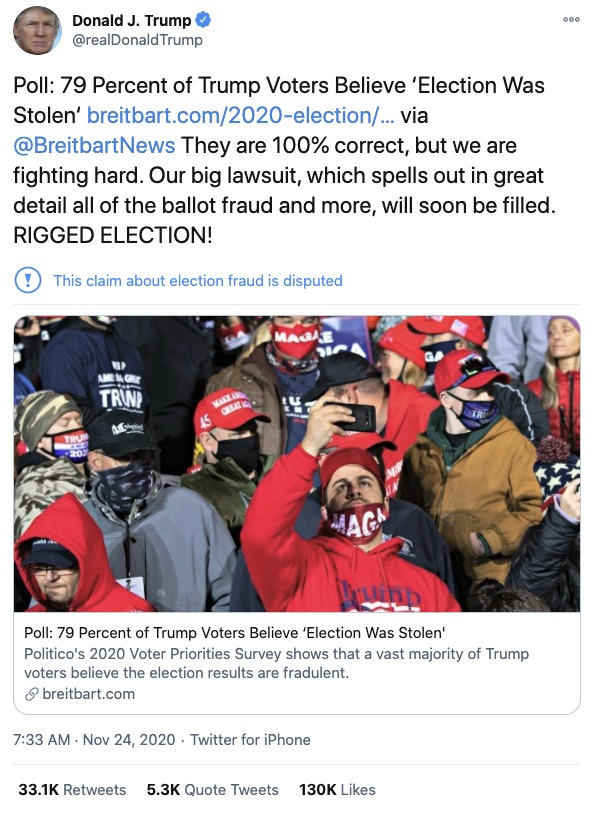 Donald J. Trump
@realDonaldTrump
Poll: 79 Percent of Trump Voters Believe ‘Election Was
Stolen‘ breitbart.com/2020-election/... via
@BreitbartNews They are 100% correct, but we are
fighting hard. Our big lawsuit, which spells out in great
detail all of the ballot fraud and more, will soon be filled.
RIGGED ELECTION!
This claim about election fraud is disputed
MAGA
TRUMP
45
MAKE AMERICA
GREAT
MAGA
Trump
Poll: 79 Percent of Trump Voters Believe ‘Election Was Stolen'
Politico's 2020 Voter Priorities Survey shows that a vast majority of Trump
voters believe the election results are fradulent.
breitbart.com
7:33 AM · Nov 24, 2020 · Twitter for iPhone
33.1K Retweets 5.3K Quote Tweets 130K Likes